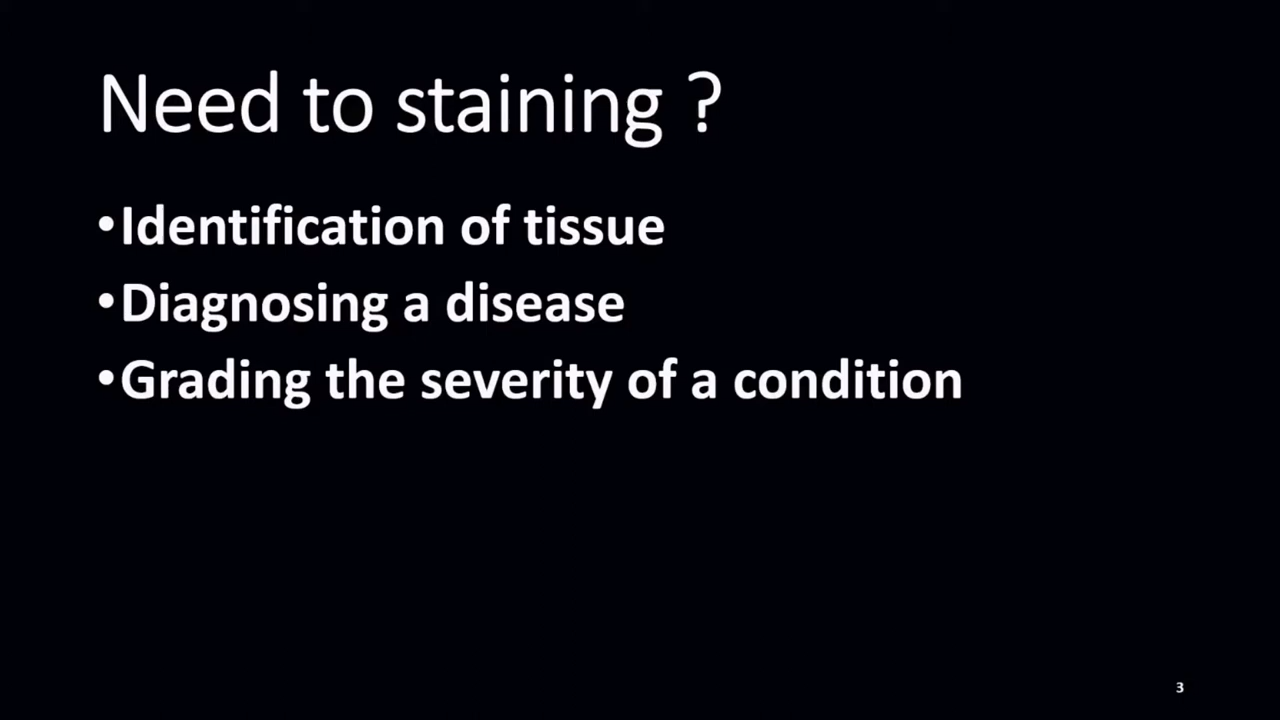 Need to staining ?
•Identification of tissue
•Diagnosing a disease
•Grading the severity of a condition
3